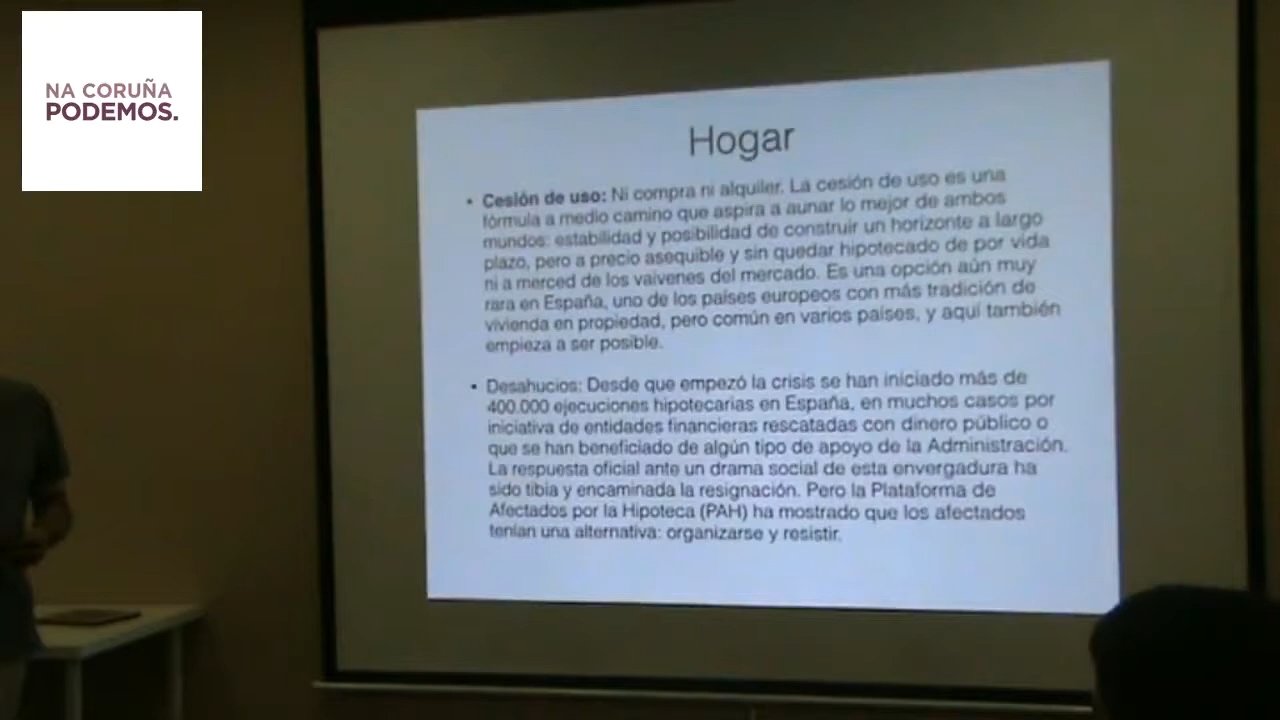 NA CORUÑA
PODEMOS.
Hogar
• Cesión de uso: Ni compra ni alquiler. La cesión de uso es una
fórmula a medio camino que aspira a aunar lo mejor de ambos
mundos: estabilidad y posibilidad de construir un horizonte a largo
plazo, pero a precio asequible y sin quedar hipotecado de por vida
ni a merced de los vaivenes del mercado. Es una opción aún muy
rara en España, uno de los países europeos con más tradición de
vivienda en propiedad, pero común en varios países, y aquí también
empieza a ser posible.
• Desahucios: Desde que empezó la crisis se han iniciado más de
400.000 ejecuciones hipotecarias en España, en muchos casos por
iniciativa de entidades financieras rescatadas con dinero público o
que se han beneficiado de algún tipo de apoyo de la Administración.
La respuesta oficial ante un drama social de esta envergadura ha
sido tibia y encaminada la resignación. Pero la Plataforma de
Afectados por la Hipoteca (PAH) ha mostrado que los afectados
tenían una alternativa: organizarse y resistir.